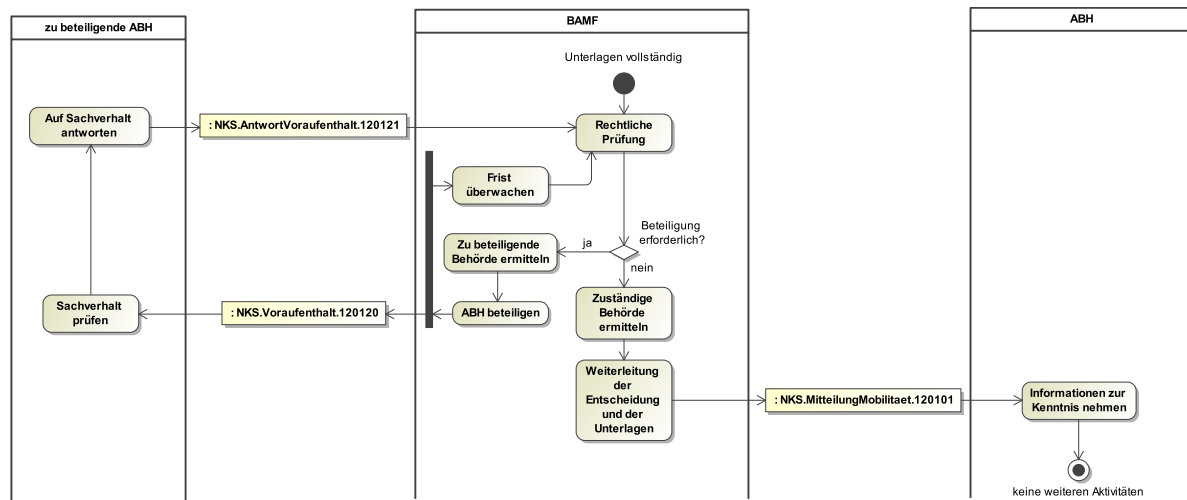 zu beteiligende ABH
BAMF
ABH
Unterlagen vollständig
Auf Sachverhalt
antworten
: NKS.AntwortVoraufenthalt.120121
Rechtliche
Prüfung
Frist
überwachen
Beteiligung
erforderlich?
ja
nein
Zu beteiligende
Behörde ermitteln
Sachverhalt
prüfen
: NKS.Voraufenthalt.120120
ABH beteiligen
Zuständige
Behörde
ermitteln
Weiterleitung
der
Entscheidung
und der
Unterlagen
: NKS.MitteilungMobilitaet.120101
Informationen zur
Kenntnis nehmen
keine weiteren Aktivitäten